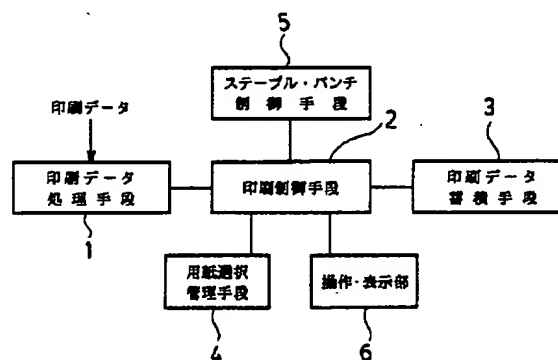 5
ステープル・パンチ
制御手段
印刷データ
2
3
印刷データ
処理手段
印刷制御手段
印刷データ
蓄積手段
1
用紙選択
管理手段
操作・表示部
4
6